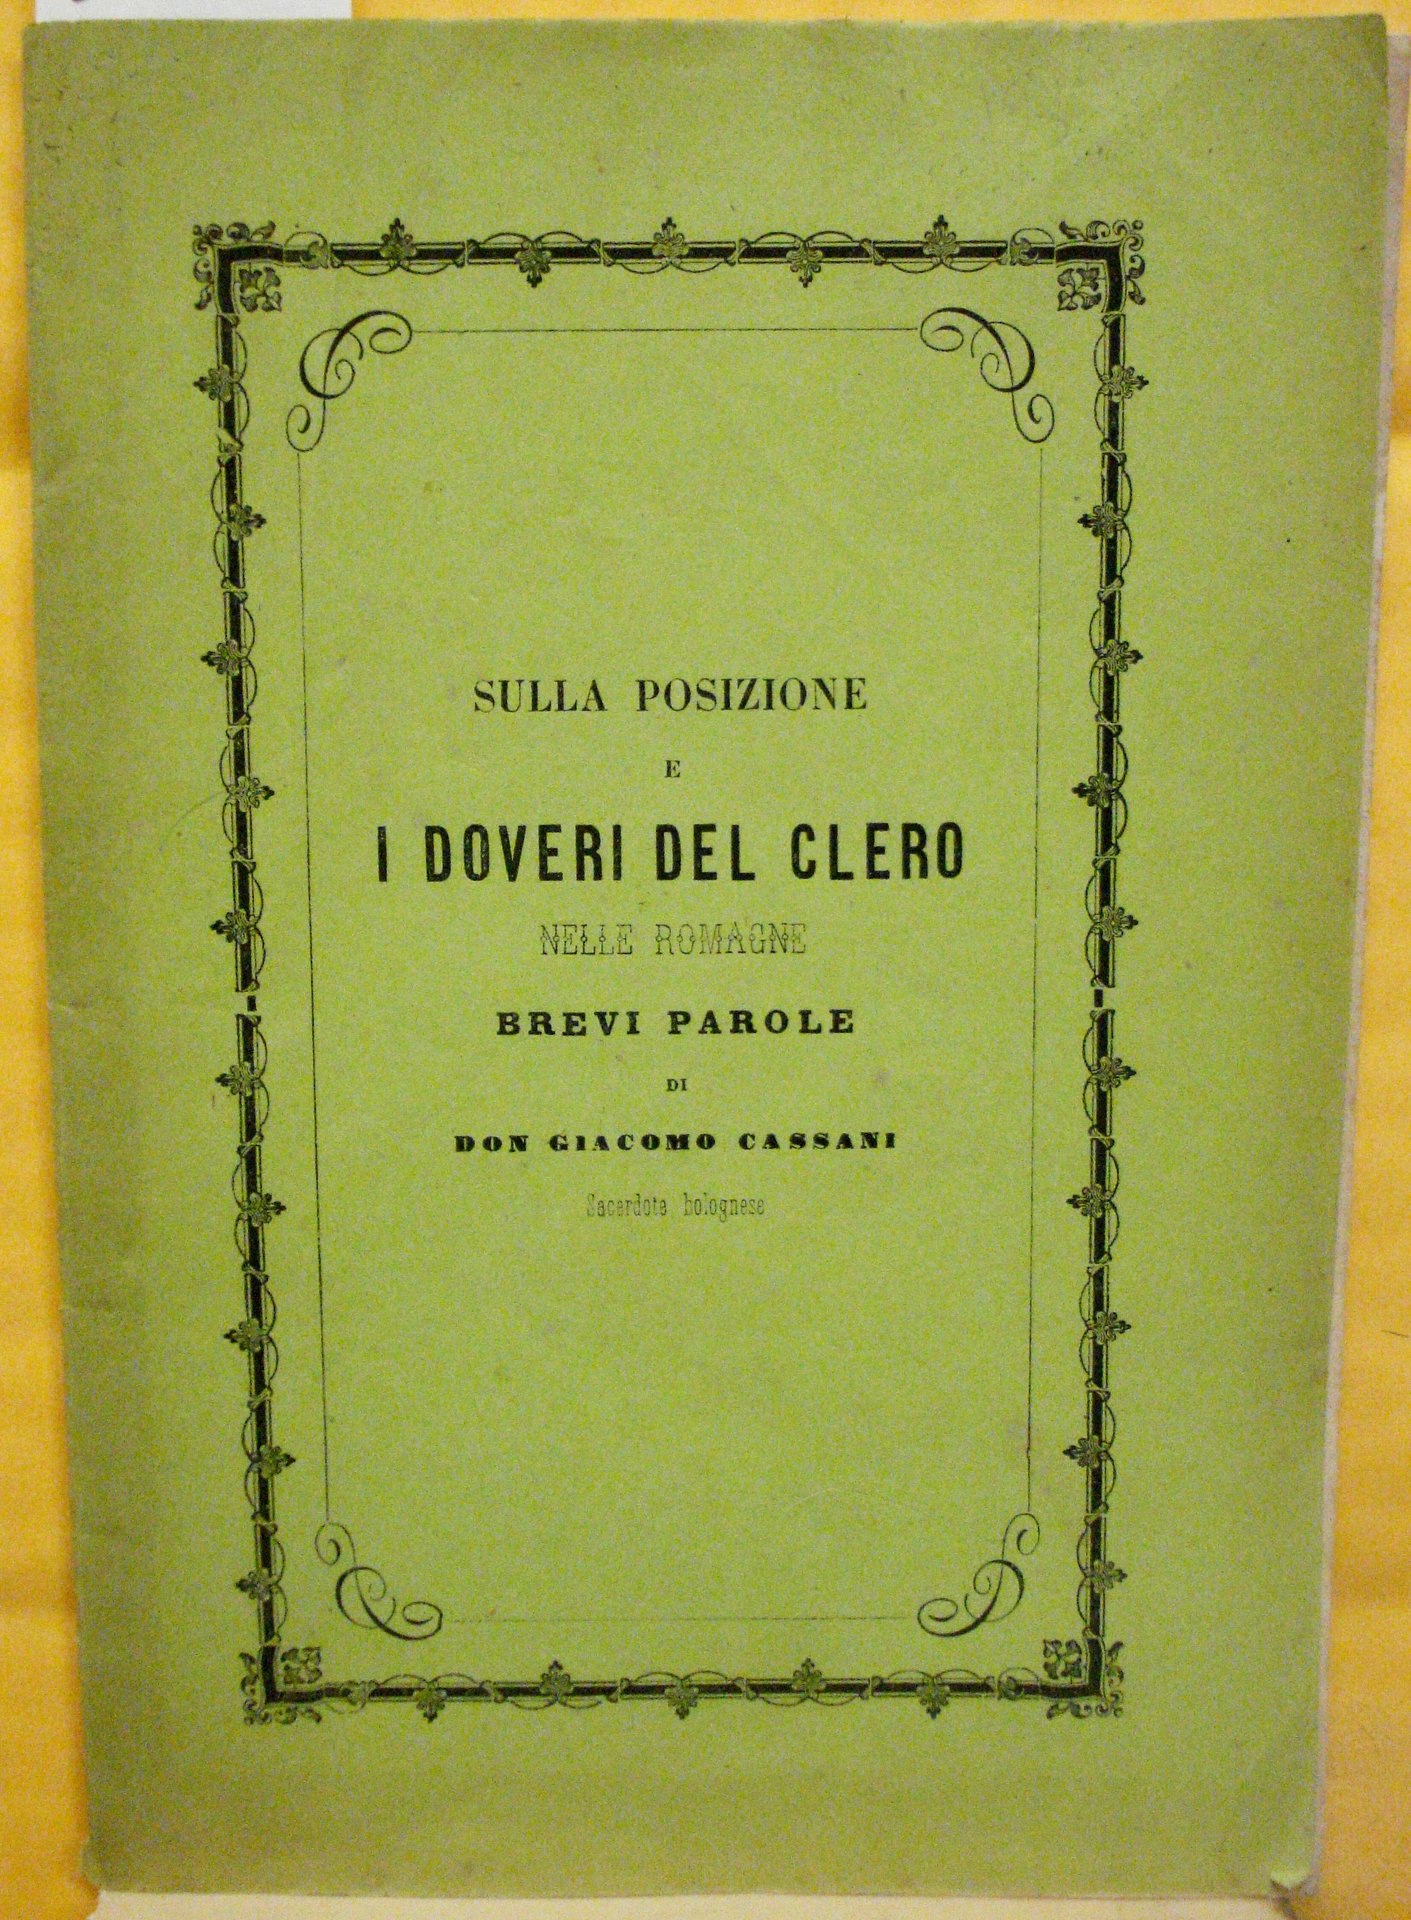 SULLA POSIZIONE
E
I DOVERI DEL CLERO
NELLE ROMAGNE
BREVI PAROLE
DI
DON GIACOMO CASSANI
Sacerdote bolognese